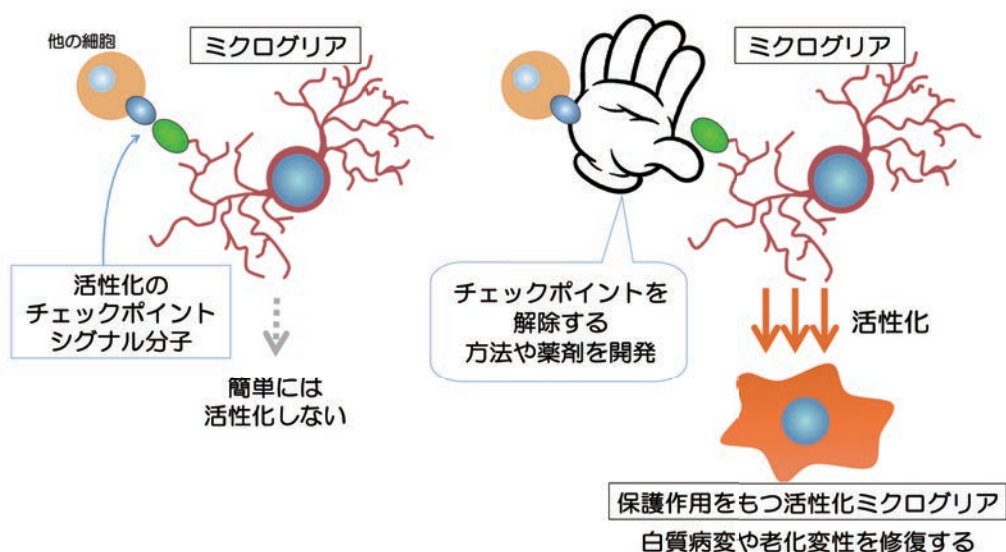 他の細胞
ミクログリア
活性化の
チェックポイント
シグナル分子
簡単には
活性化しない
ミクログリア
チェックポイントを
解除する
方法や薬剤を開発
活性化
保護作用をもつ活性化ミクログリア
白質病変や老化変性を修復する